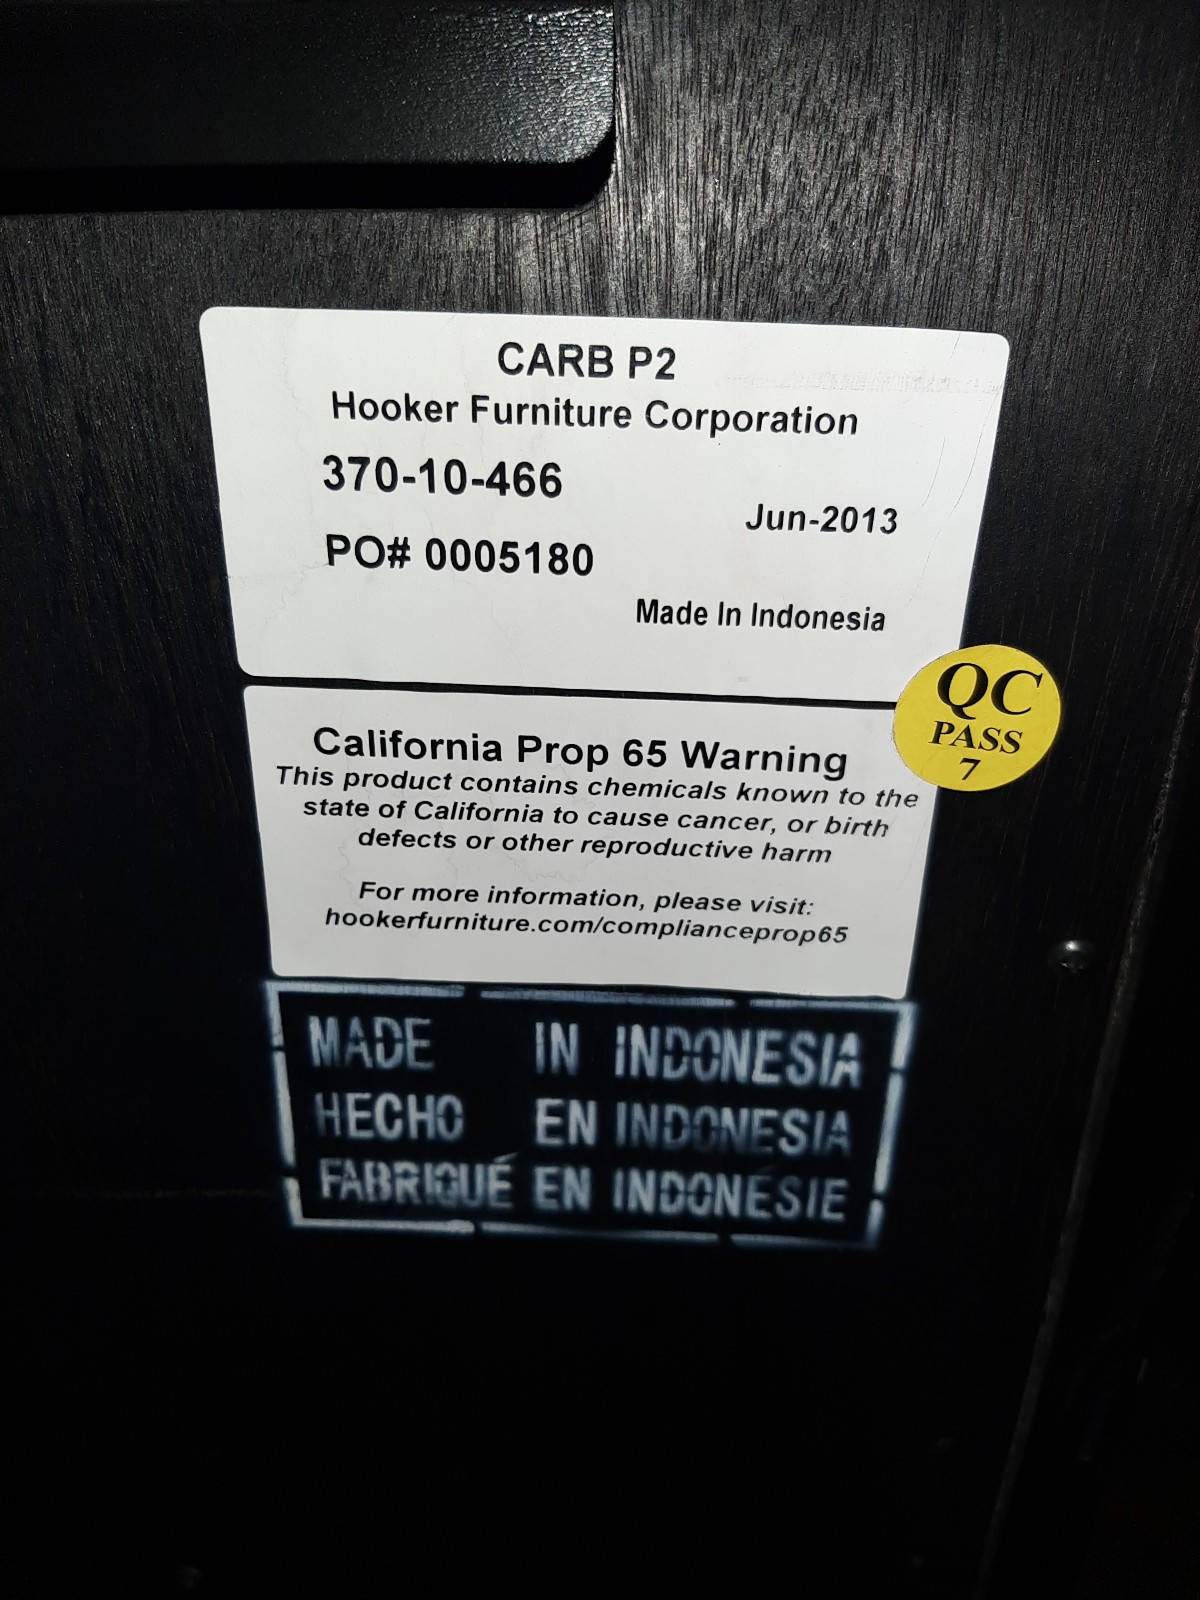 CARB P2
Hooker Furniture Corporation
370-10-466
Jun-2013
PO# 0005180
Made In Indonesia
QC
PASS
7
California Prop 65 Warning
This product contains chemicals known to the
state of California to cause cancer, or birth
defects or other reproductive harm
For more information, please visit:
hookerfurniture.com/complianceprop65
MADE IN INDONESIA
HECHO EN INDONESIA
FABRIQUÉ EN INDONÉSIE